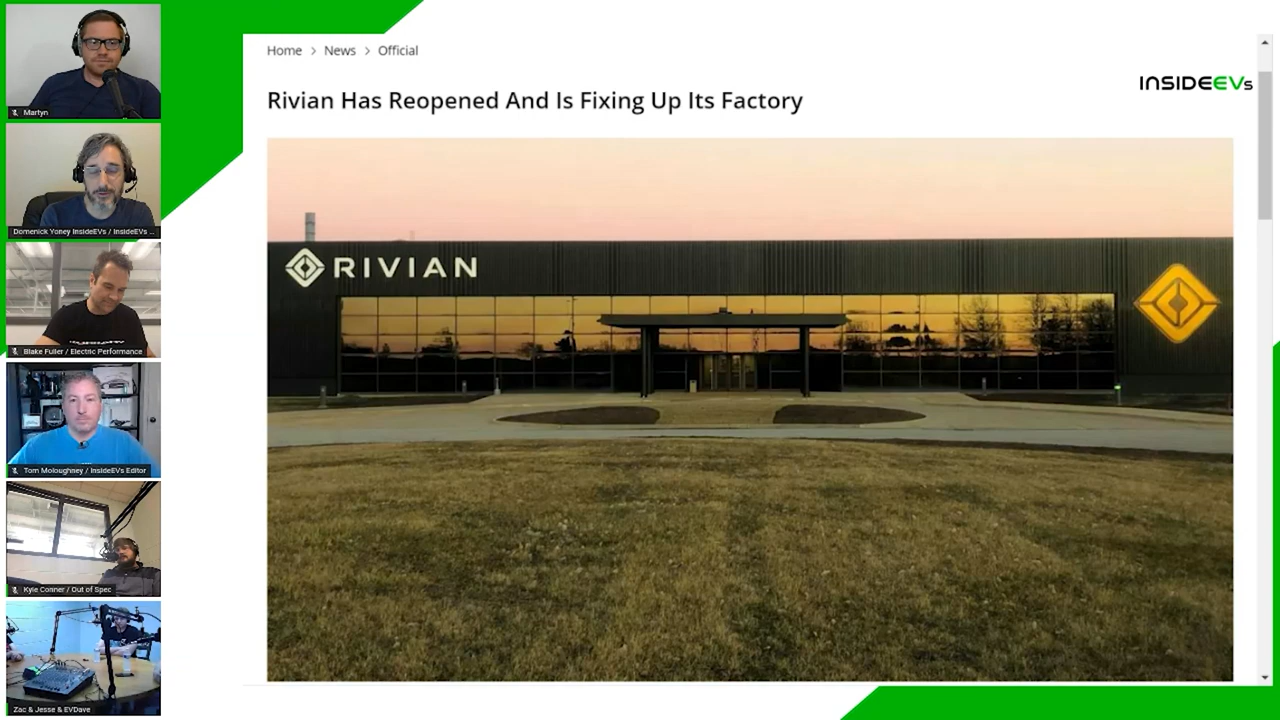 Martyn
Domenick Yoney InsideEVs / InsideEVs ...
Blake Fuller / Electric Performance
Tom Moloughney / InsideEVs Editor
Kyle Conner / Out of Spec
Zac & Jesse & EVDave
Home > News > Official
INSIDEEVs
Rivian Has Reopened And Is Fixing Up Its Factory
RIVIAN